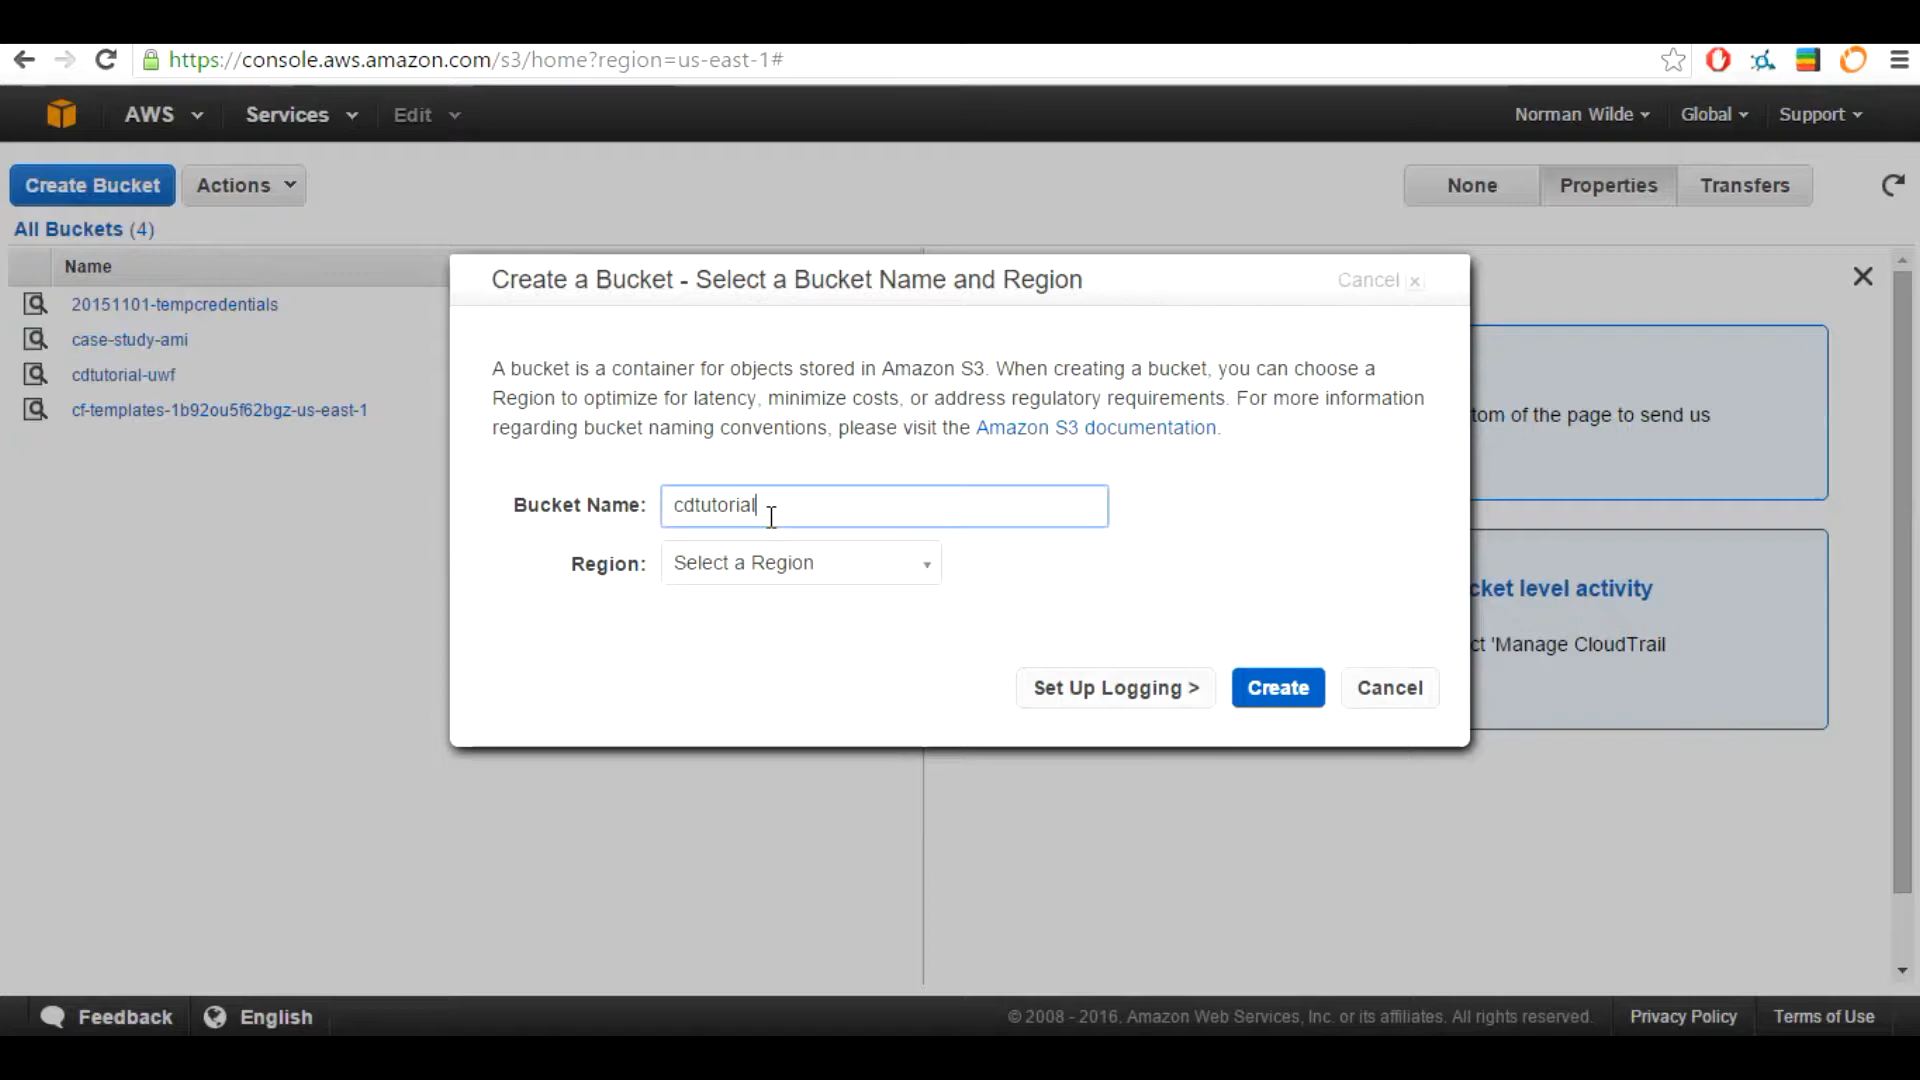 https://console.aws.amazon.com/s3/home?region=us-east-1#
AWS Services Edit Norman Wilde Global Support
Create Bucket Actions None Properties Transfers
All Buckets (4)
Name
20151101-tempcredentials
case-study-ami
cdtutorial-uwf
cf-templates-1b92ou5f62bgz-us-east-1
Create a Bucket - Select a Bucket Name and Region Cancel x
A bucket is a container for objects stored in Amazon S3. When creating a bucket, you can choose a
Region to optimize for latency, minimize costs, or address regulatory requirements. For more information
regarding bucket naming conventions, please visit the Amazon S3 documentation.
Bucket Name: cdtutorial
Region: Select a Region
Set Up Logging > Create Cancel
tom of the page to send us
cket level activity
ct 'Manage CloudTrail
Feedback English © 2008 - 2016, Amazon Web Services, Inc. or its affiliates. All rights reserved. Privacy Policy Terms of Use